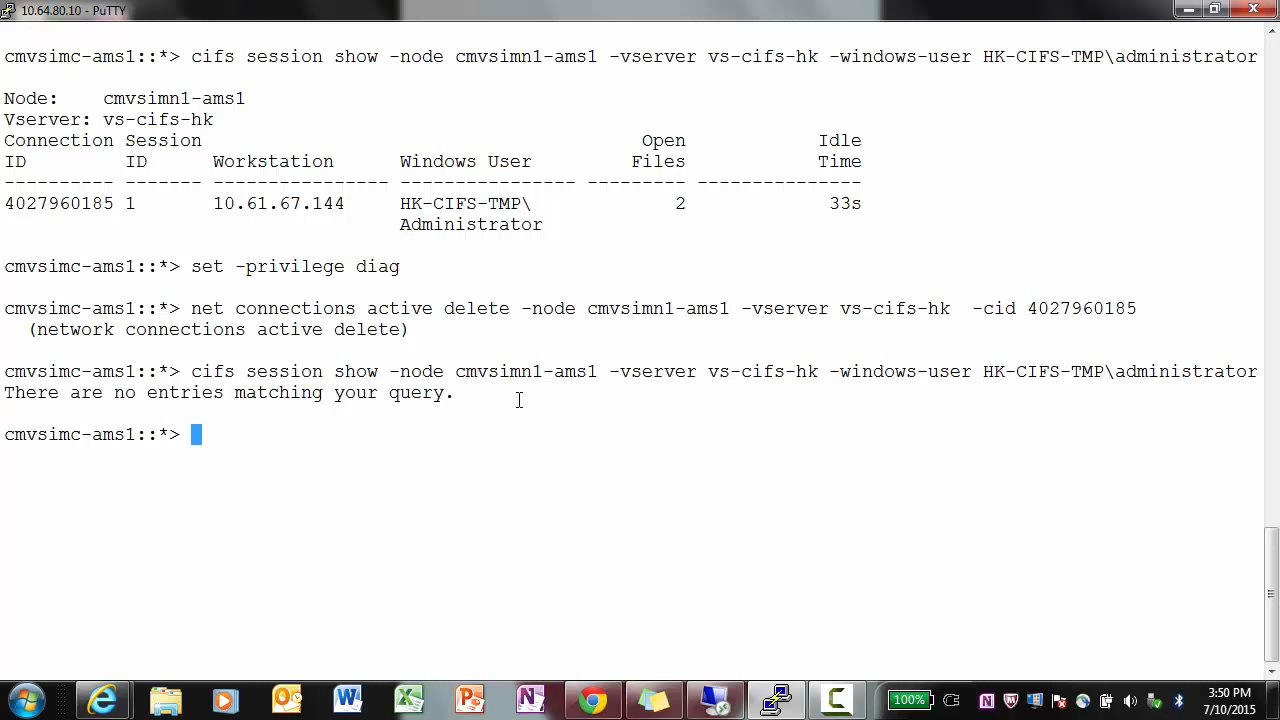 10.64.80.10 - PuTTY
cmvsimc-ams1::*> cifs session show -node cmvsimn1-ams1 -vserver vs-cifs-hk -windows-user HK-CIFS-TMP\administrator
Node:    cmvsimn1-ams1
Vserver: vs-cifs-hk
Connection Session                                        Open            Idle
ID         ID      Workstation      Windows User         Files            Time
---------- ------- ---------------- ---------------- --------- ---------------
4027960185 1       10.61.67.144     HK-CIFS-TMP\             2             33s
                                    Administrator
cmvsimc-ams1::*> set -privilege diag
cmvsimc-ams1::*> net connections active delete -node cmvsimn1-ams1 -vserver vs-cifs-hk  -cid 4027960185
  (network connections active delete)
cmvsimc-ams1::*> cifs session show -node cmvsimn1-ams1 -vserver vs-cifs-hk -windows-user HK-CIFS-TMP\administrator
There are no entries matching your query.
cmvsimc-ams1::*>
100%
3:50 PM
7/10/2015